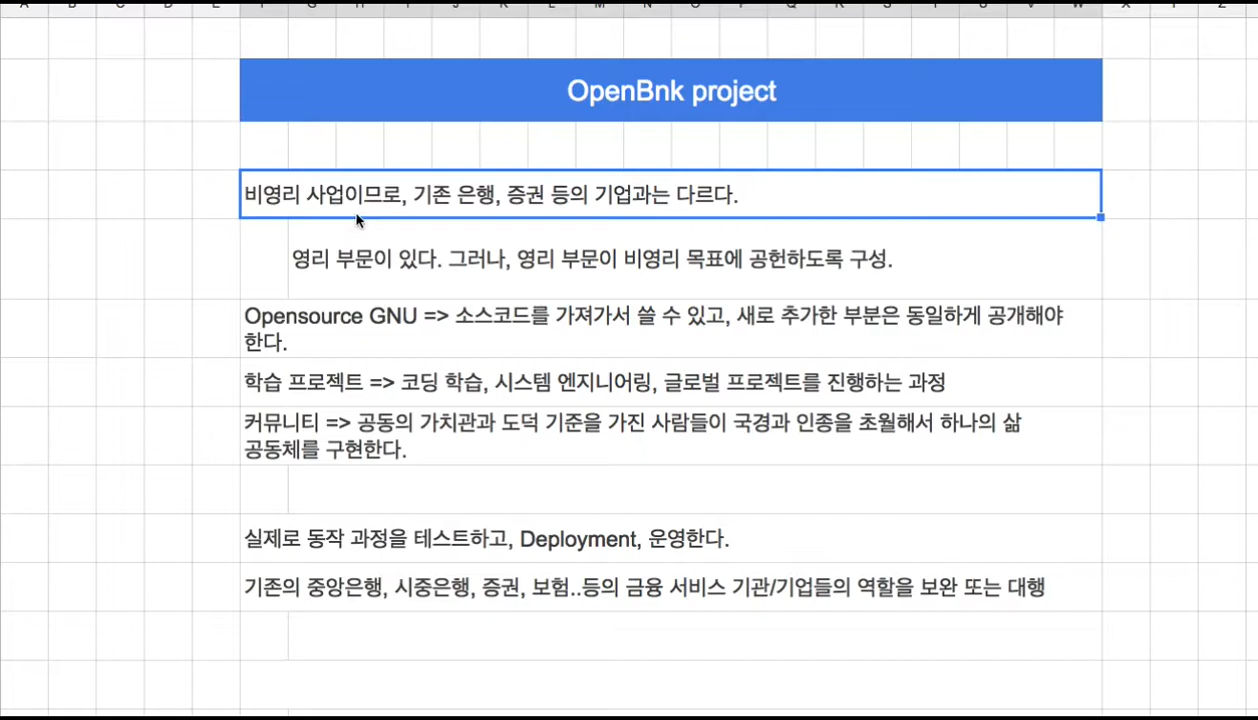 OpenBnk project
비영리 사업이므로, 기존 은행, 증권 등의 기업과는 다르다.
영리 부문이 있다. 그러나, 영리 부문이 비영리 목표에 공헌하도록 구성.
Opensource GNU => 소스코드를 가져가서 쓸 수 있고, 새로 추가한 부분은 동일하게 공개해야
한다.
학습 프로젝트 => 코딩 학습, 시스템 엔지니어링, 글로벌 프로젝트를 진행하는 과정
커뮤니티 => 공동의 가치관과 도덕 기준을 가진 사람들이 국경과 인종을 초월해서 하나의 삶
공동체를 구현한다.
실제로 동작 과정을 테스트하고, Deployment, 운영한다.
기존의 중앙은행, 시중은행, 증권, 보험..등의 금융 서비스 기관/기업들의 역할을 보완 또는 대행